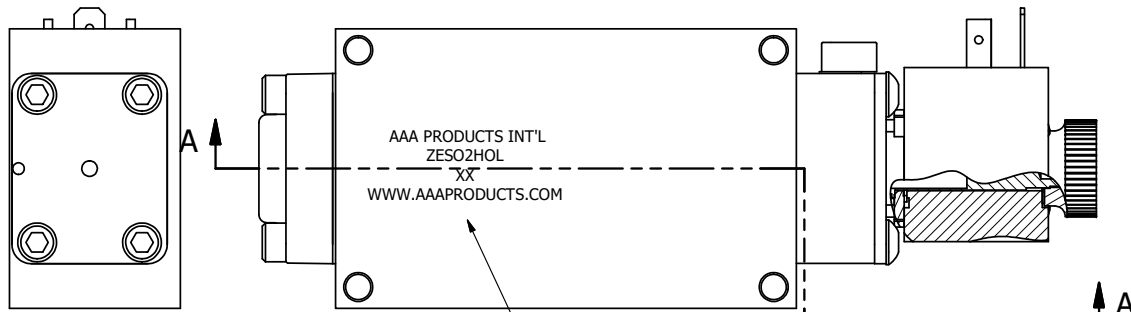 A
AAA PRODUCTS INT'L
ZESO2HOL
XX
WWW.AAAPRODUCTS.COM
A